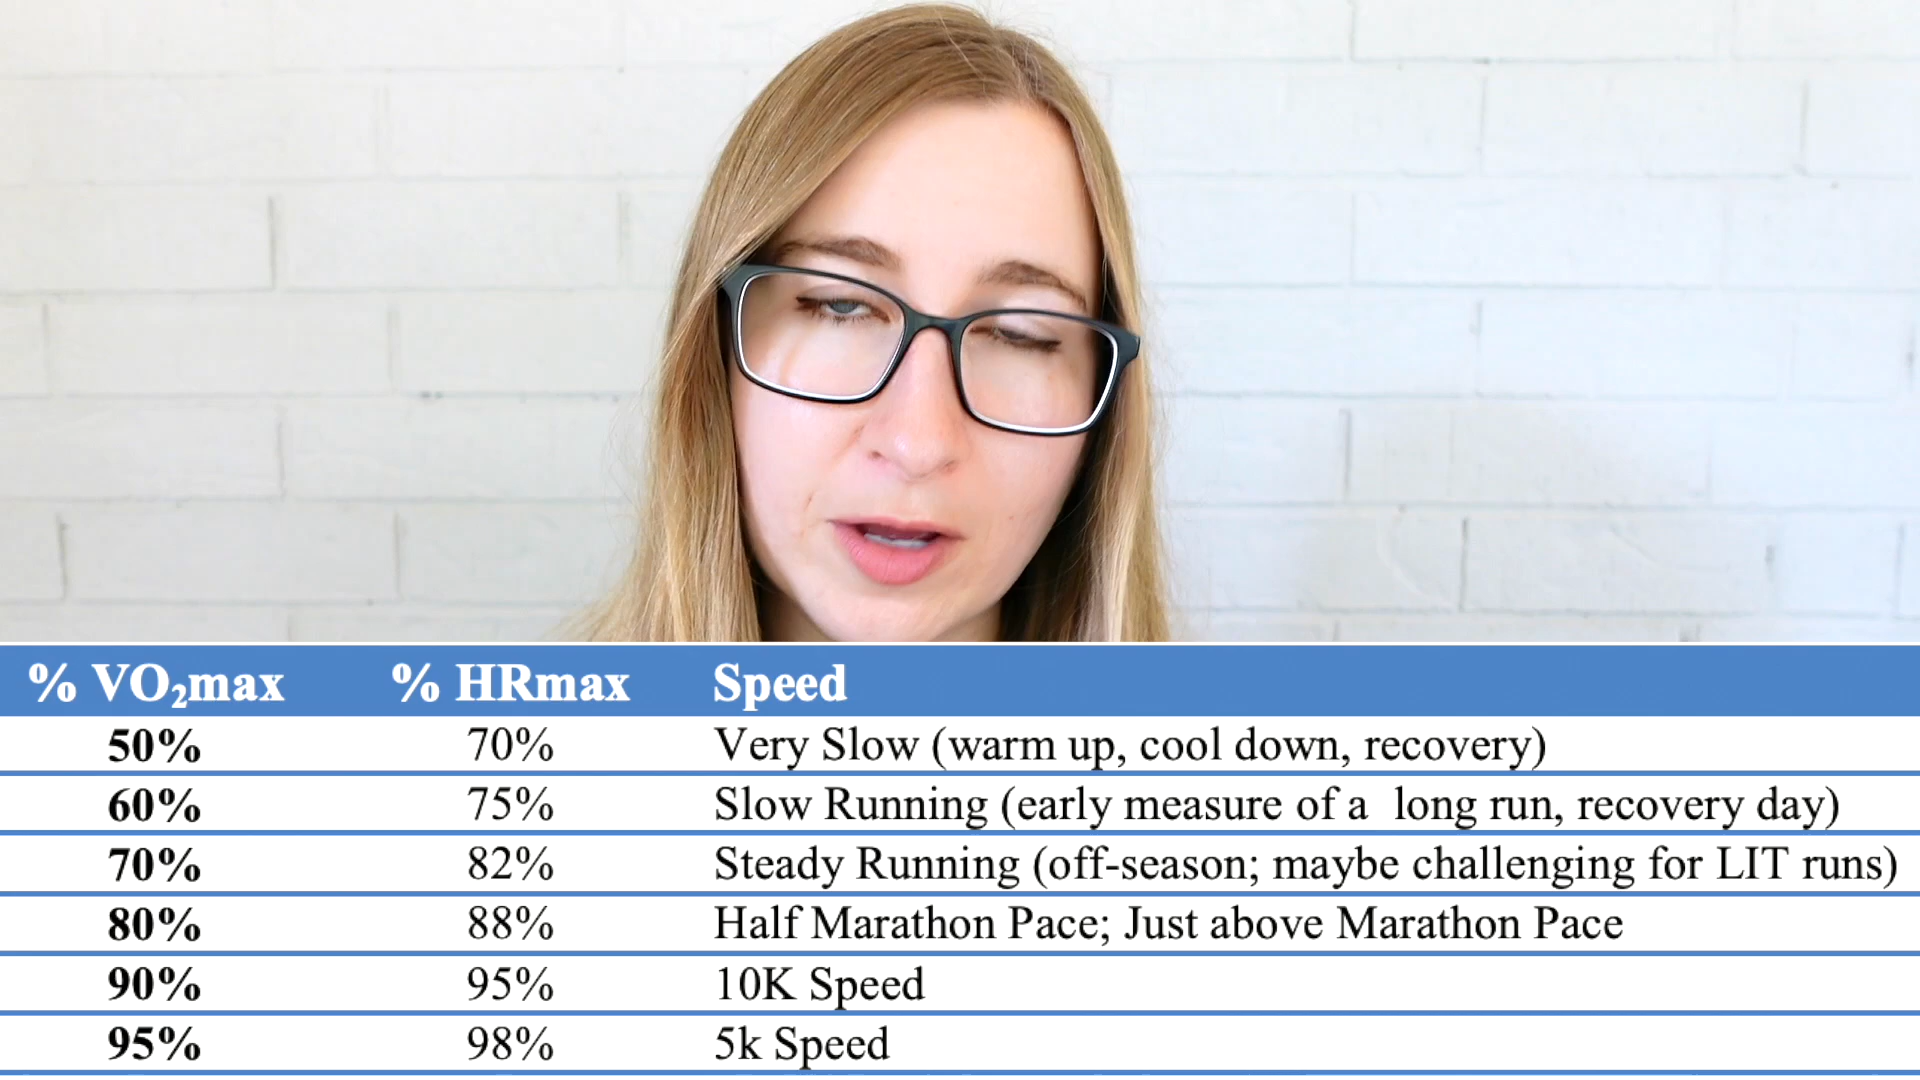 % VO₂max % HRmax Speed
50% 70% Very Slow (warm up, cool down, recovery)
60% 75% Slow Running (early measure of a  long run, recovery day)
70% 82% Steady Running (off-season; maybe challenging for LIT runs)
80% 88% Half Marathon Pace; Just above Marathon Pace
90% 95% 10K Speed
95% 98% 5k Speed